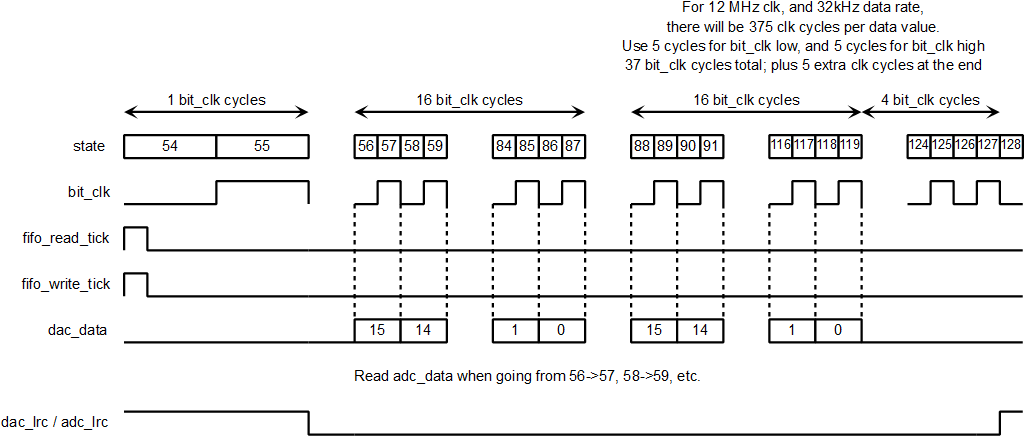 For 12 MHz clk, and 32kHz data rate,
there will be 375 clk cycles per data value.
Use 5 cycles for bit_clk low, and 5 cycles for bit_clk high
37 bit_clk cycles total; plus 5 extra clk cycles at the end
1 bit_clk cycles 16 bit_clk cycles 16 bit_clk cycles 4 bit_clk cycles
state 54 55 56 57 58 59 84 85 86 87 88 89 90 91 116 117 118 119 124 125 126 127 128
bit_clk
fifo_read_tick
fifo_write_tick
dac_data 15 14 1 0 15 14 1 0
Read adc_data when going from 56->57, 58->59, etc.
dac_lrc / adc_lrc